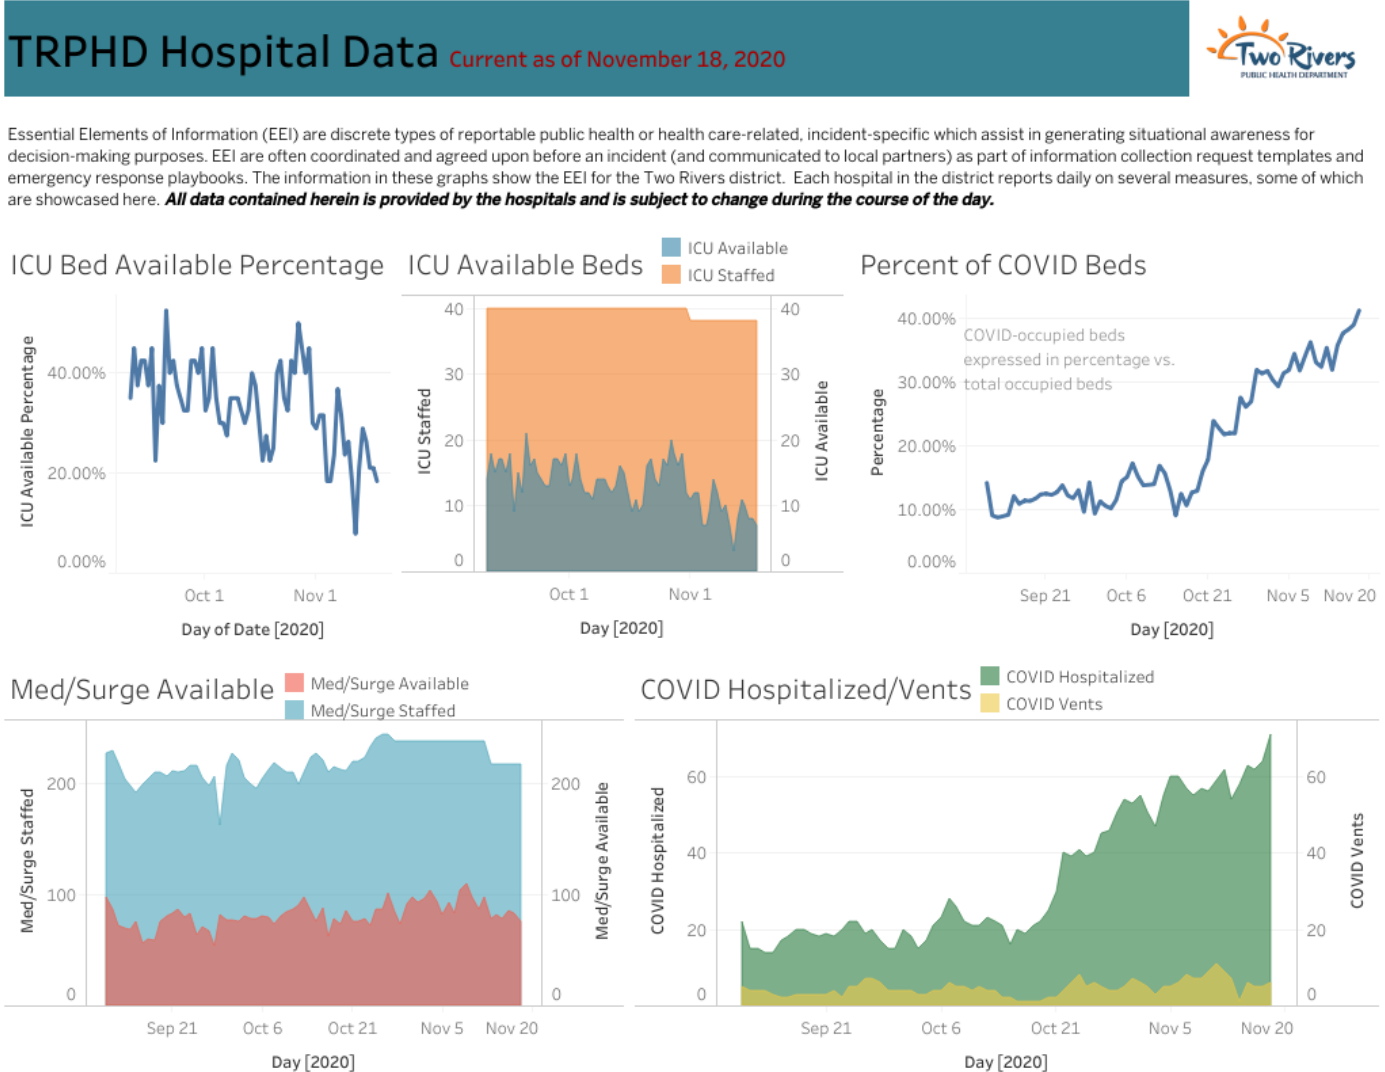 TRPHD Hospital Data Current as of November 18, 2020
Two Rivers
PUBLIC HEALTH DEPARTMENT
Essential Elements of Information (EEI) are discrete types of reportable public health or health care-related, incident-specific which assist in generating situational awareness for
decision-making purposes. EEI are often coordinated and agreed upon before an incident (and communicated to local partners) as part of information collection request templates and
emergency response playbooks. The information in these graphs show the EEI for the Two Rivers district. Each hospital in the district reports daily on several measures, some of which
are showcased here. All data contained herein is provided by the hospitals and is subject to change during the course of the day.
ICU Bed Available Percentage
ICU Available Percentage
40.00%
20.00%
0.00%
Oct 1 Nov 1
Day of Date [2020]
ICU Available Beds
ICU Available
ICU Staffed
ICU Staffed
40
30
20
10
0
40
30
20
10
0
ICU Available
Oct 1 Nov 1
Day [2020]
Percent of COVID Beds
COVID-occupied beds
expressed in percentage vs.
total occupied beds
Percentage
40.00%
30.00%
20.00%
10.00%
0.00%
Sep 21 Oct 6 Oct 21 Nov 5 Nov 20
Day [2020]
Med/Surge Available
Med/Surge Available
Med/Surge Staffed
Med/Surge Staffed
200
100
0
200
100
0
Med/Surge Available
Sep 21 Oct 6 Oct 21 Nov 5 Nov 20
Day [2020]
COVID Hospitalized/Vents
COVID Hospitalized
COVID Vents
COVID Hospitalized
60
40
20
0
60
40
20
0
COVID Vents
Sep 21 Oct 6 Oct 21 Nov 5 Nov 20
Day [2020]